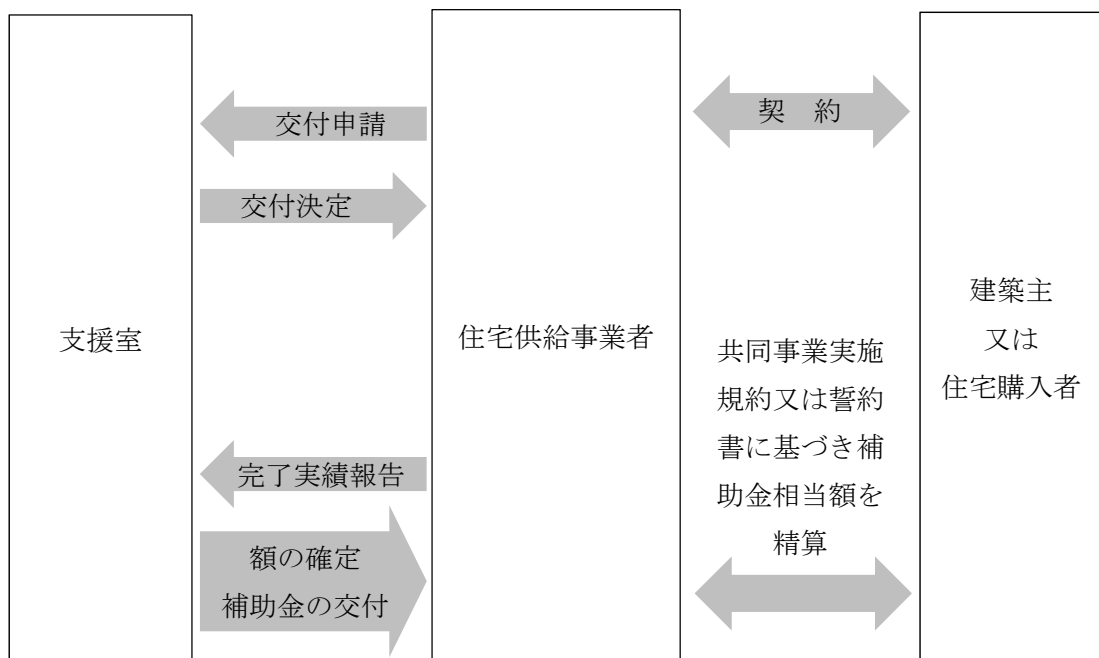 支援室
交付申請
交付決定
完了実績報告
額の確定
補助金の交付
住宅供給事業者
契　約
共同事業実施
規約又は誓約
書に基づき補
助金相当額を
精算
建築主
又は
住宅購入者